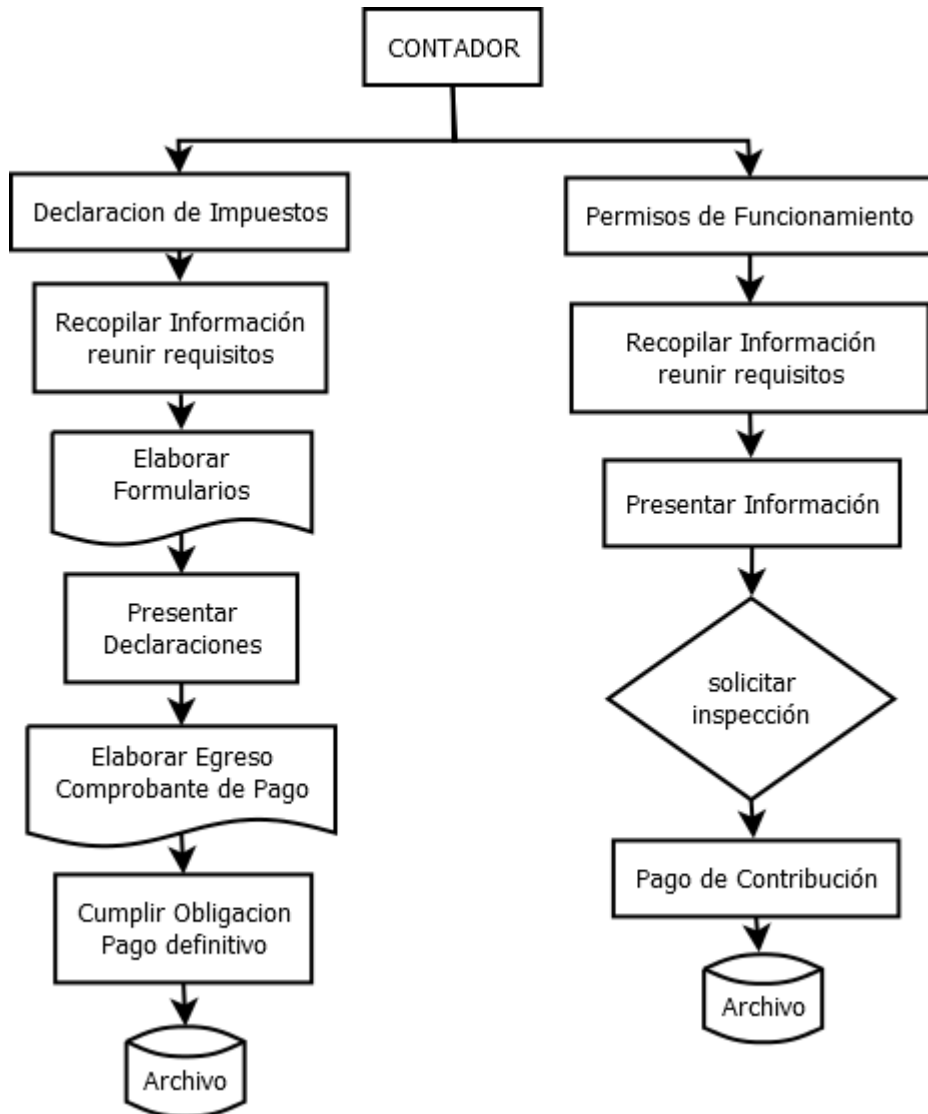 CONTADOR
Declaracion de Impuestos
Recopilar Información
reunir requisitos
Elaborar
Formularios
Presentar
Declaraciones
Elaborar Egreso
Comprobante de Pago
Cumplir Obligacion
Pago definitivo
Archivo
Permisos de Funcionamiento
Recopilar Información
reunir requisitos
Presentar Información
solicitar
inspección
Pago de Contribución
Archivo